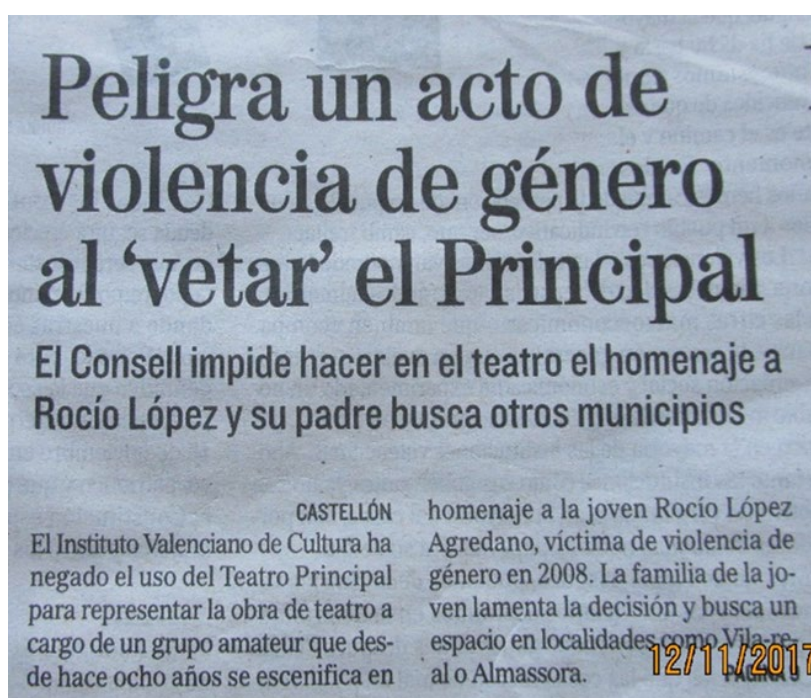 Peligra un acto de
violencia de género
al ‘vetar’ el Principal
El Consell impide hacer en el teatro el homenaje a
Rocío López y su padre busca otros municipios
CASTELLÓN
El Instituto Valenciano de Cultura ha
negado el uso del Teatro Principal
para representar la obra de teatro a
cargo de un grupo amateur que des-
de hace ocho años se escenifica en
homenaje a la joven Rocío López
Agredano, víctima de violencia de
género en 2008. La familia de la jo-
ven lamenta la decisión y busca un
espacio en localidades como Vila-re-
al o Almassora.
12/11/2017